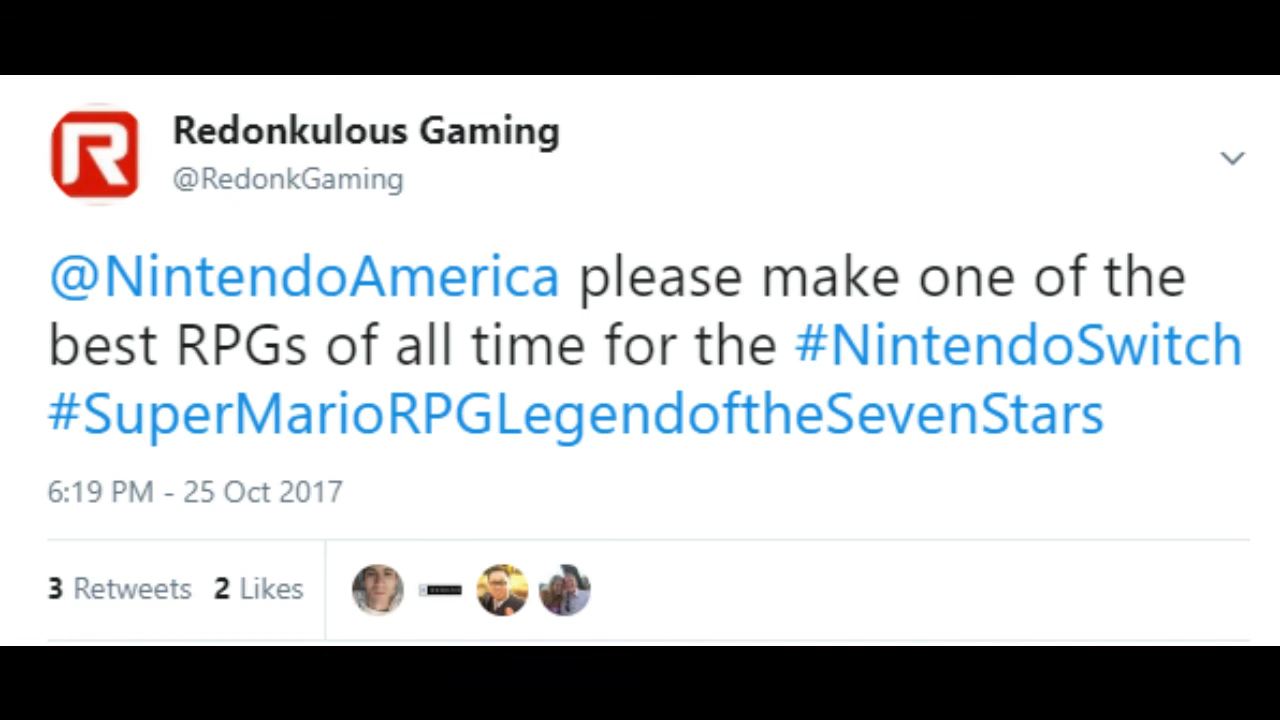 R
Redonkulous Gaming
@RedonkGaming
@NintendoAmerica please make one of the
best RPGs of all time for the #NintendoSwitch
#SuperMarioRPGLegendoftheSevenStars
6:19 PM - 25 Oct 2017
3 Retweets 2 Likes